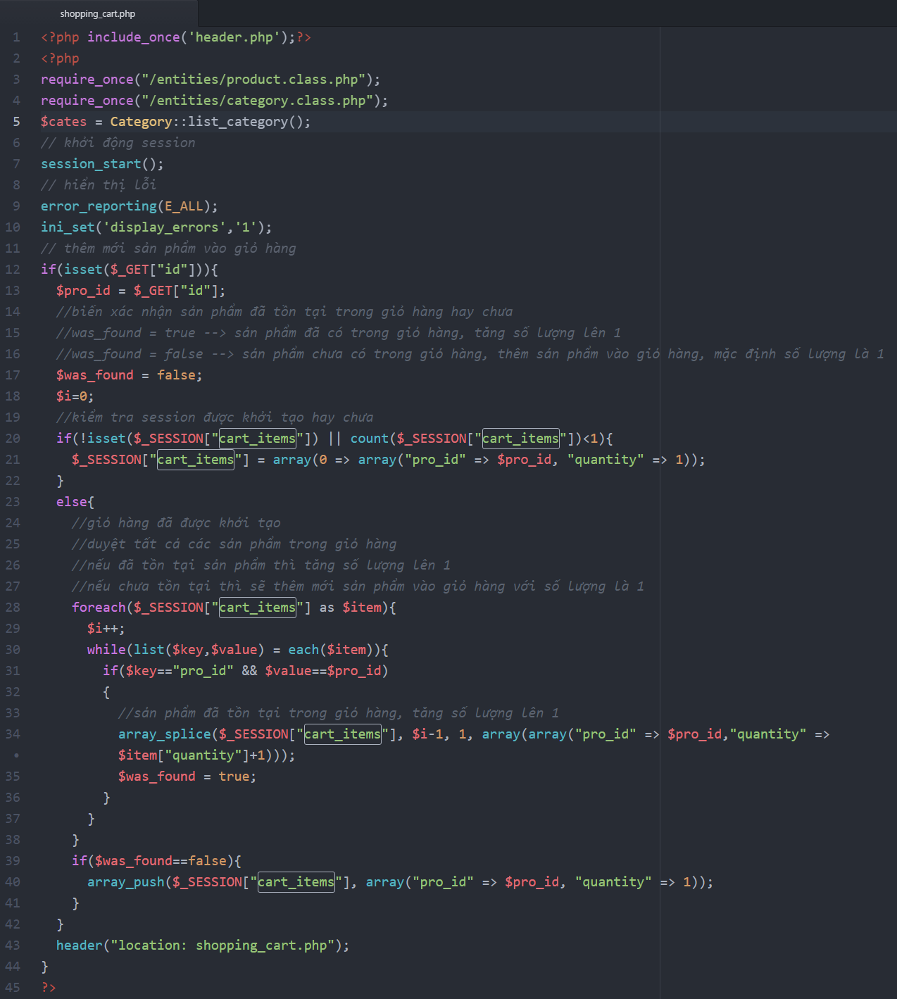 shopping_cart.php
1 <?php include_once('header.php');?>
2 <?php
3 require_once("/entities/product.class.php");
4 require_once("/entities/category.class.php");
5 $cates = Category::list_category();
6 // khởi động session
7 session_start();
8 // hiển thị lỗi
9 error_reporting(E_ALL);
10 ini_set('display_errors','1');
11 // thêm mới sản phẩm vào giỏ hàng
12 if(isset($_GET["id"])){
13 $pro_id = $_GET["id"];
14 //biến xác nhận sản phẩm đã tồn tại trong giỏ hàng hay chưa
15 //was_found = true --> sản phẩm đã có trong giỏ hàng, tăng số lượng lên 1
16 //was_found = false --> sản phẩm chưa có trong giỏ hàng, thêm sản phẩm vào giỏ hàng, mặc định số lượng là 1
17 $was_found = false;
18 $i=0;
19 //kiểm tra session được khởi tạo hay chưa
20 if(!isset($_SESSION["cart_items"]) || count($_SESSION["cart_items"])<1){
21 $_SESSION["cart_items"] = array(0 => array("pro_id" => $pro_id, "quantity" => 1));
22 }
23 else{
24 //giỏ hàng đã được khởi tạo
25 //duyệt tất cả các sản phẩm trong giỏ hàng
26 //nếu đã tồn tại sản phẩm thì tăng số lượng lên 1
27 //nếu chưa tồn tại thì sẽ thêm mới sản phẩm vào giỏ hàng với số lượng là 1
28 foreach($_SESSION["cart_items"] as $item){
29 $i++;
30 while(list($key,$value) = each($item)){
31 if($key=="pro_id" && $value==$pro_id)
32 {
33 //sản phẩm đã tồn tại trong giỏ hàng, tăng số lượng lên 1
34 array_splice($_SESSION["cart_items"], $i-1, 1, array(array("pro_id" => $pro_id,"quantity" =>
• $item["quantity"]+1)));
35 $was_found = true;
36 }
37 }
38 }
39 if($was_found==false){
40 array_push($_SESSION["cart_items"], array("pro_id" => $pro_id, "quantity" => 1));
41 }
42 }
43 header("location: shopping_cart.php");
44 }
45 ?>